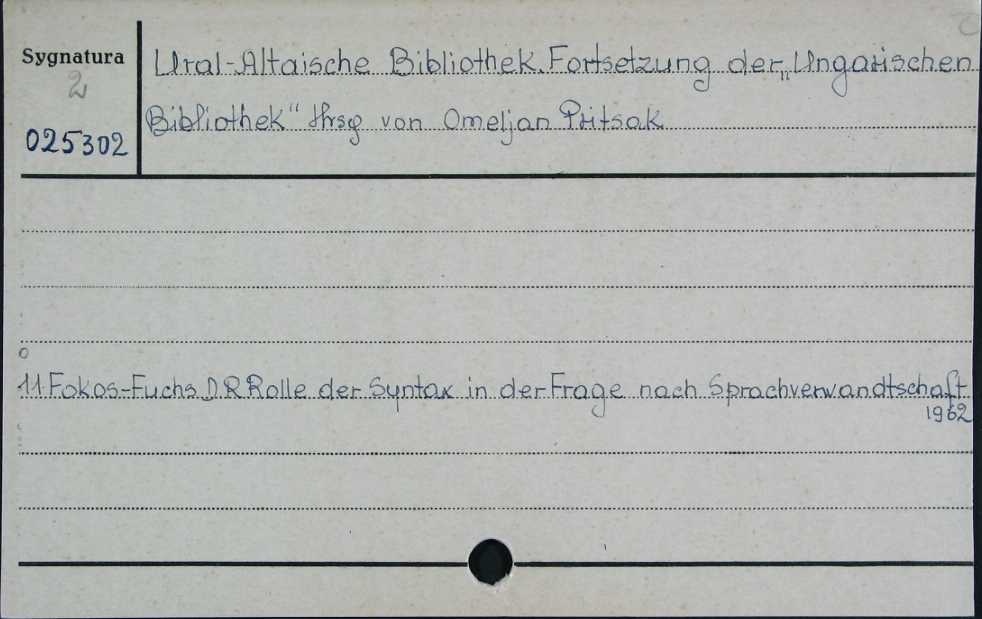 Sygnatura
2
025302
Ural-Altaische Bibliothek. Fortsetzung der „Ungarischen
Bibliothek" Hrsg von Omeljan Pritsak
11 Fokos-Fuchs D R Rolle der Syntax in der Frage nach Sprachverwandtschaft
1962